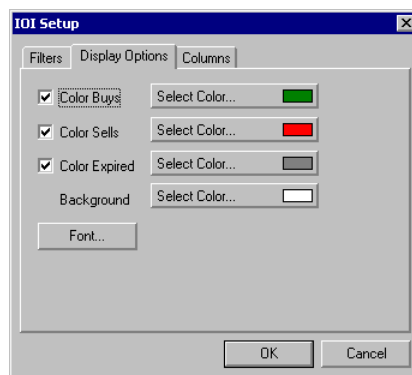 IOI Setup
Filters Display Options Columns
Color Buys Select Color...
Color Sells Select Color...
Color Expired Select Color...
Background Select Color...
Font...
OK Cancel